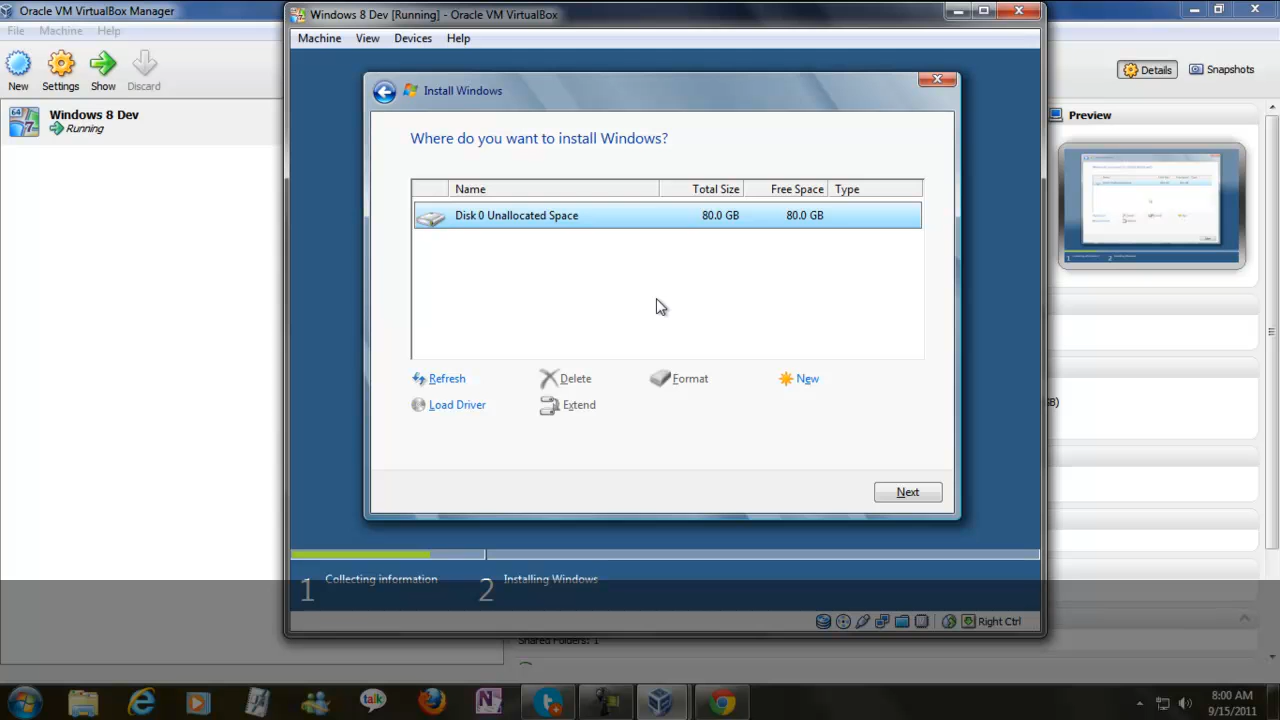 Oracle VM VirtualBox Manager
File Machine Help
New Settings Show Discard
Details Snapshots
64 7
Windows 8 Dev
Running
Windows 8 Dev [Running] - Oracle VM VirtualBox
Machine View Devices Help
Install Windows
Where do you want to install Windows?
Name Total Size Free Space Type
Disk 0 Unallocated Space 80.0 GB 80.0 GB
Refresh Delete Format New
Load Driver Extend
Next
1 Collecting information 2 Installing Windows
Right Ctrl
Preview
Shared Folders: 1
talk
8:00 AM
9/15/2011